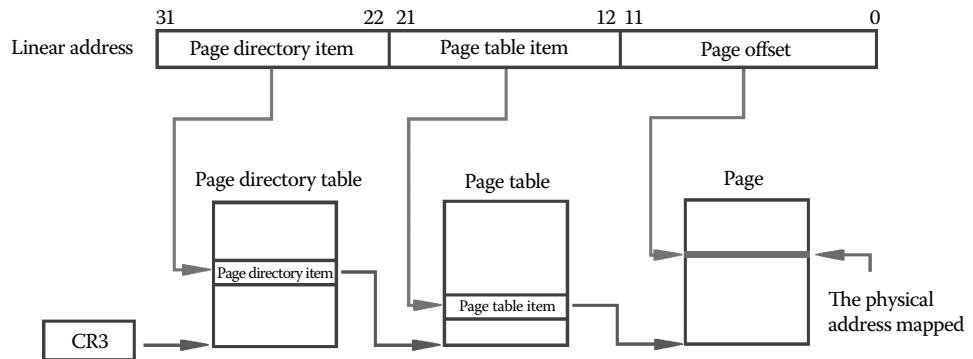 31 22 21 12 11 0
Linear address Page directory item Page table item Page offset
Page directory table Page table Page
Page directory item
Page table item
The physical
address mapped
CR3